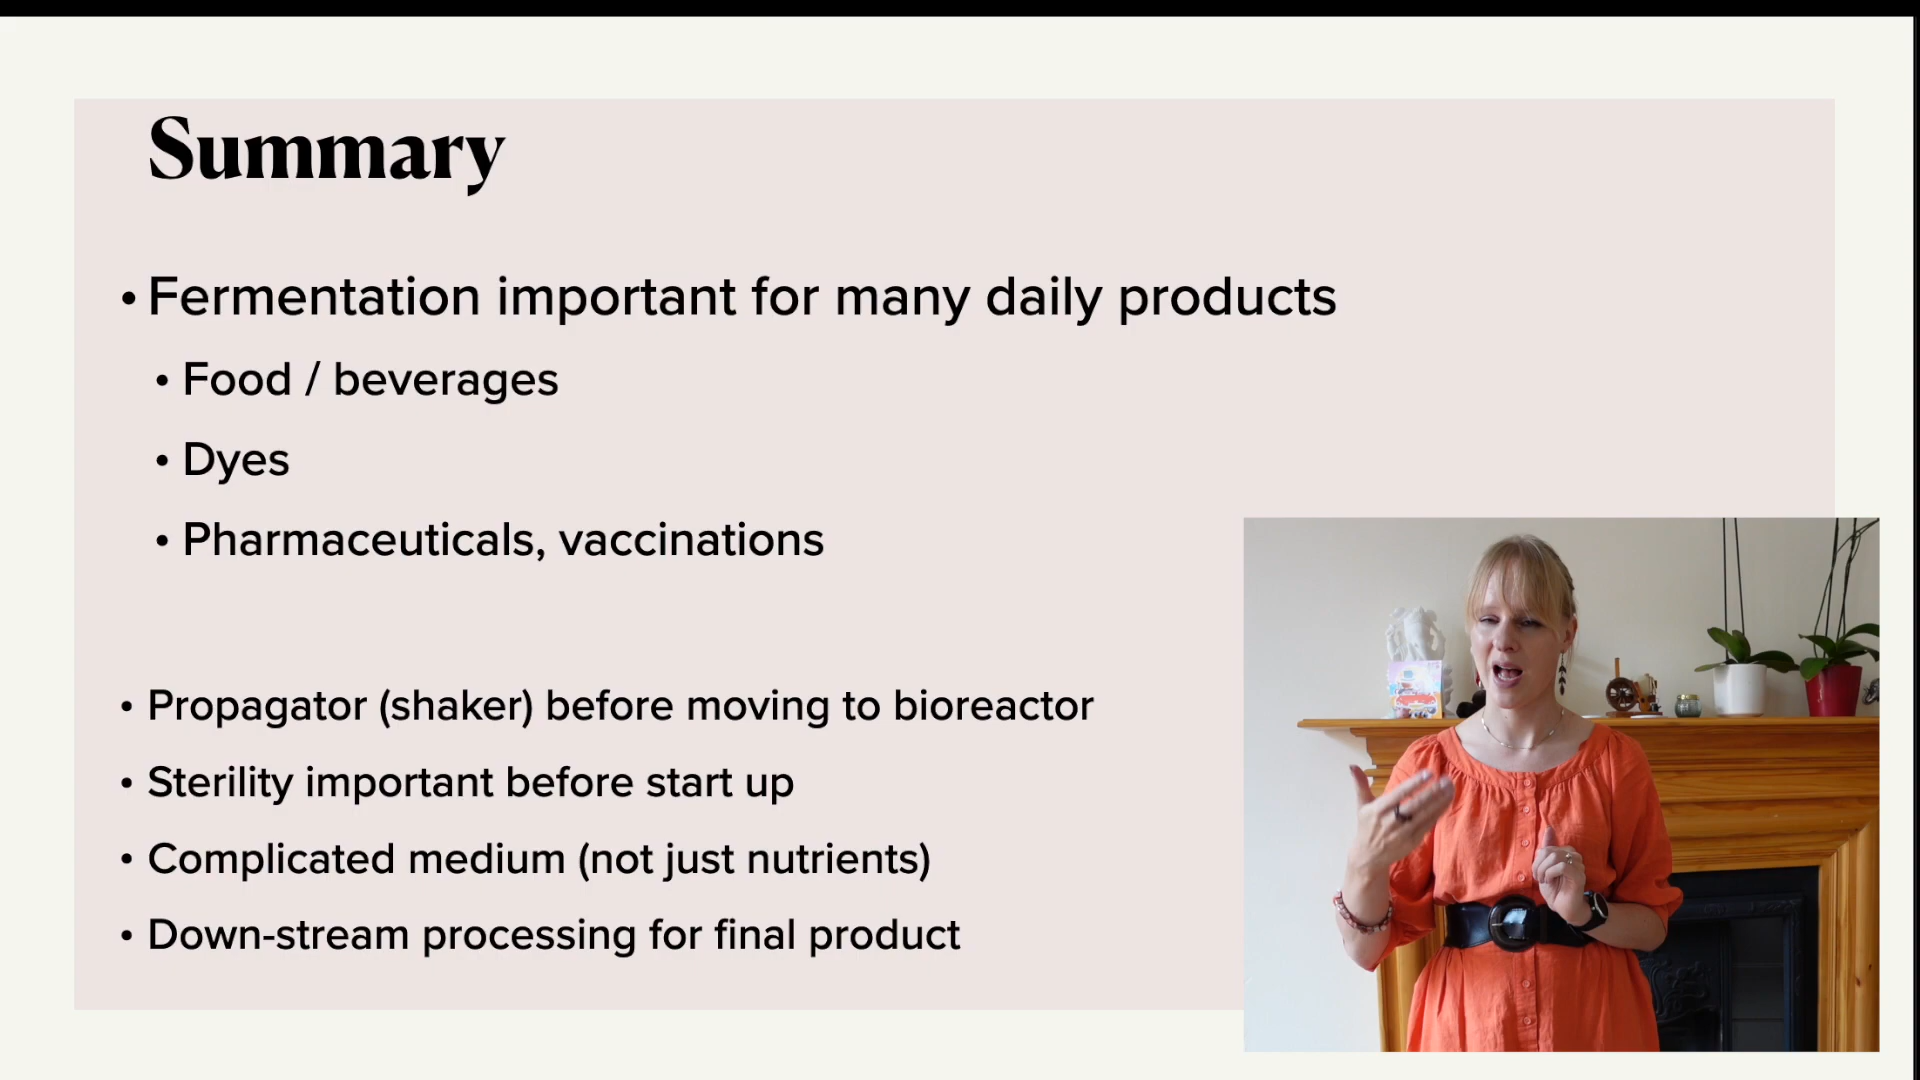 Summary
• Fermentation important for many daily products
• Food / beverages
• Dyes
• Pharmaceuticals, vaccinations
• Propagator (shaker) before moving to bioreactor
• Sterility important before start up
• Complicated medium (not just nutrients)
• Down-stream processing for final product